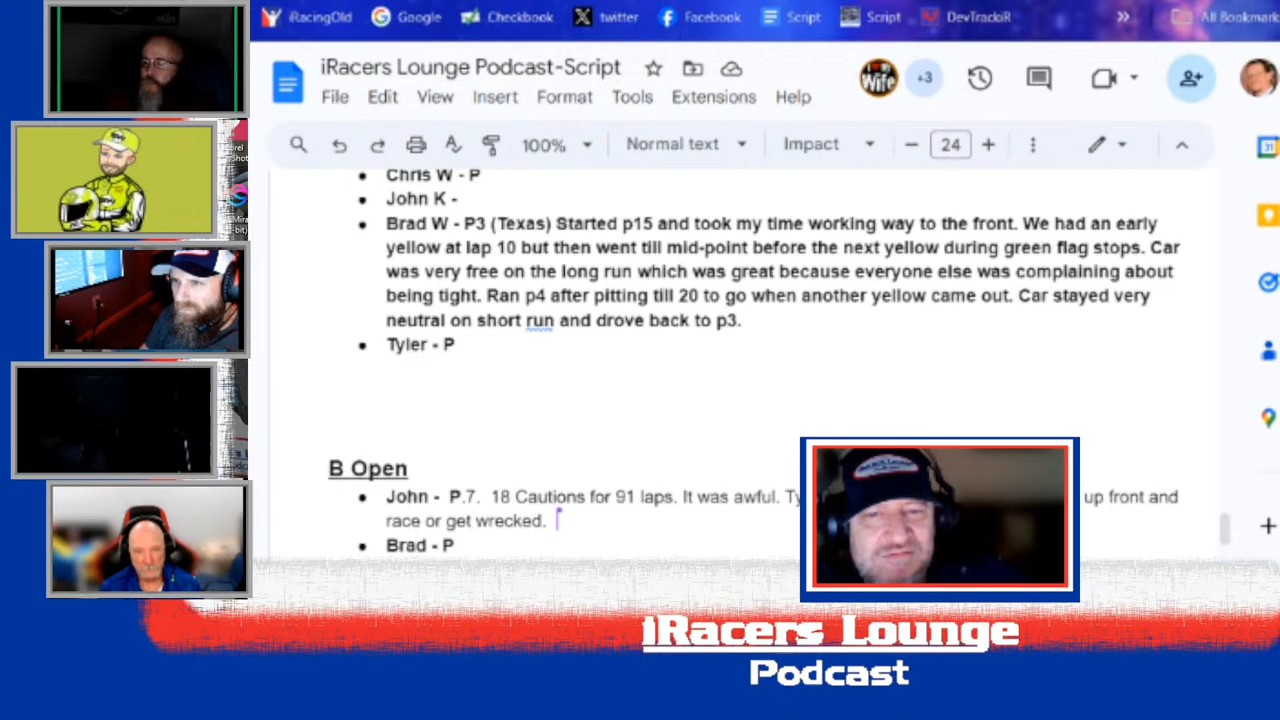 iRacingOld Google Checkbook twitter Facebook Script Script DevTrackiR » All Bookmark
iRacers Lounge Podcast-Script
File Edit View Insert Format Tools Extensions Help
Wife +3
100% Normal text Impact 24
Chris W - P
John K -
Brad W - P3 (Texas) Started p15 and took my time working way to the front. We had an early
yellow at lap 10 but then went till mid-point before the next yellow during green flag stops. Car
was very free on the long run which was great because everyone else was complaining about
being tight. Ran p4 after pitting till 20 to go when another yellow came out. Car stayed very
neutral on short run and drove back to p3.
Tyler - P
B Open
John - P.7. 18 Cautions for 91 laps. It was awful. up front and
race or get wrecked.
Brad - P
iRacers Lounge
Podcast